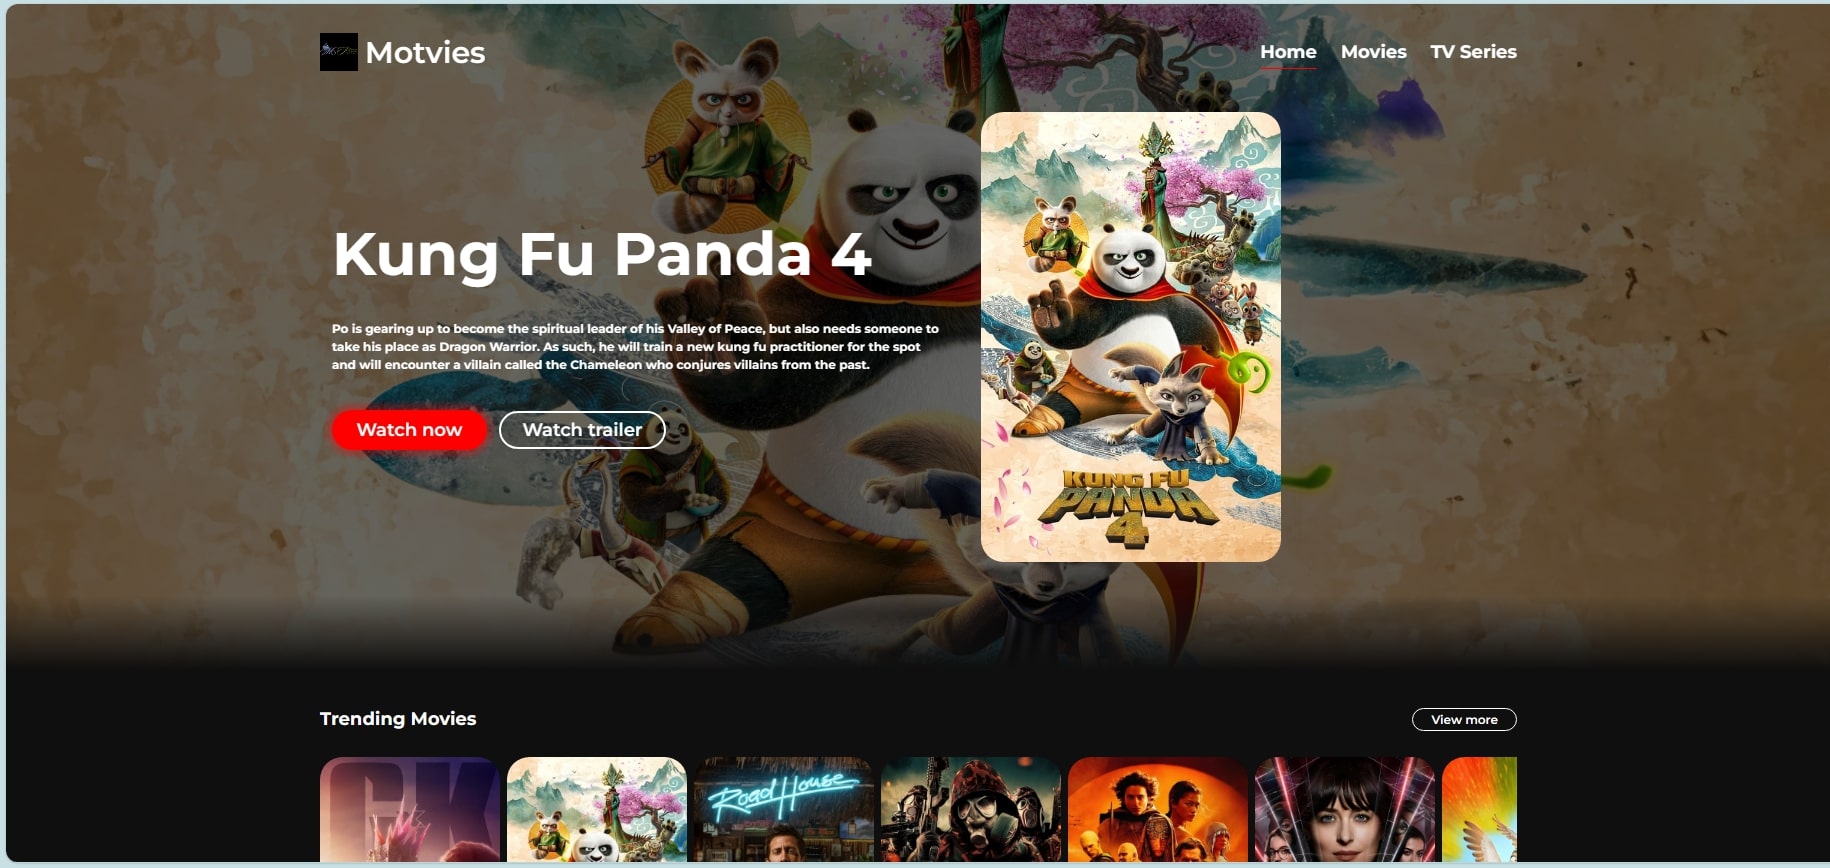 Motvies
Home Movies TV Series
Kung Fu Panda 4
Po is gearing up to become the spiritual leader of his Valley of Peace, but also needs someone to
take his place as Dragon Warrior. As such, he will train a new kung fu practitioner for the spot
and will encounter a villain called the Chameleon who conjures villains from the past.
Watch now Watch trailer
KUNG FU
PANDA
4
Trending Movies
View more
GK
Road House